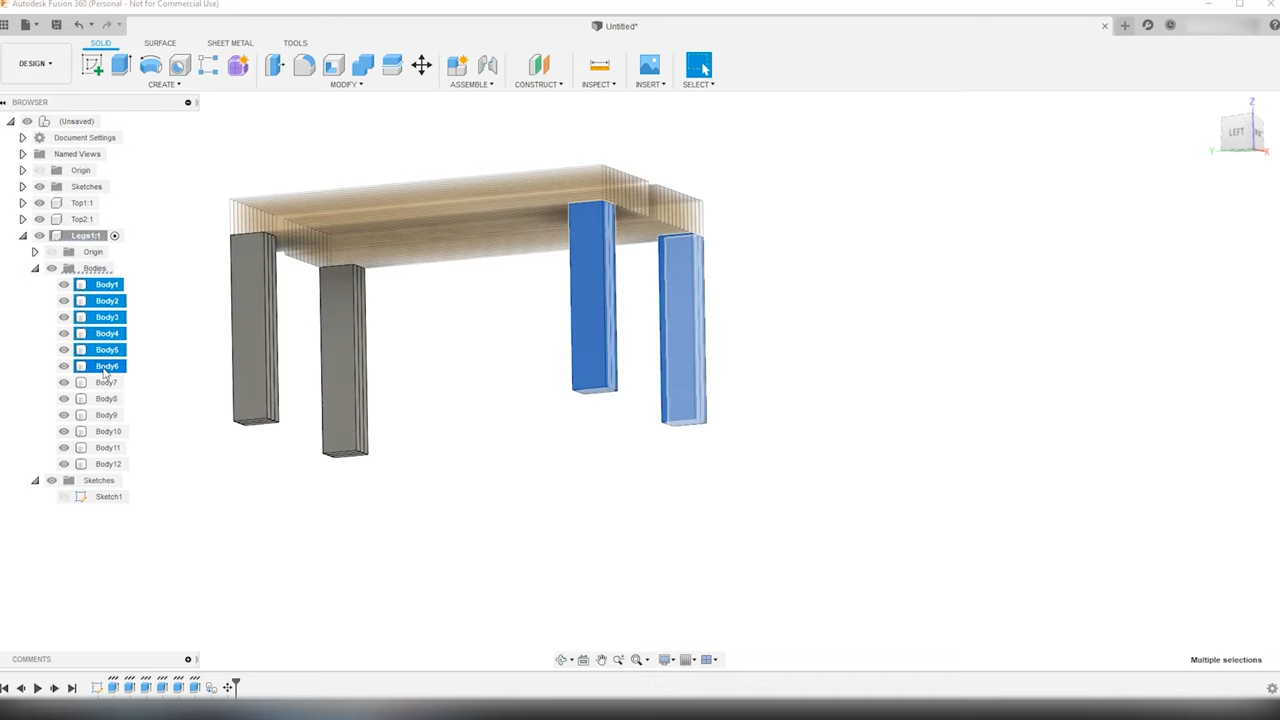 Autodesk Fusion 360 (Personal - Not for Commercial Use)
Untitled*
SOLID SURFACE SHEET METAL TOOLS
DESIGN
CREATE MODIFY ASSEMBLE CONSTRUCT INSPECT INSERT SELECT
BROWSER
(Unsaved)
Document Settings
Named Views
Origin
Sketches
Top1:1
Top2:1
Legs1:1
Origin
Bodies
Body1
Body2
Body3
Body4
Body5
Body6
Body7
Body8
Body9
Body10
Body11
Body12
Sketches
Sketch1
Z
LEFT
Y X
COMMENTS
Multiple selections